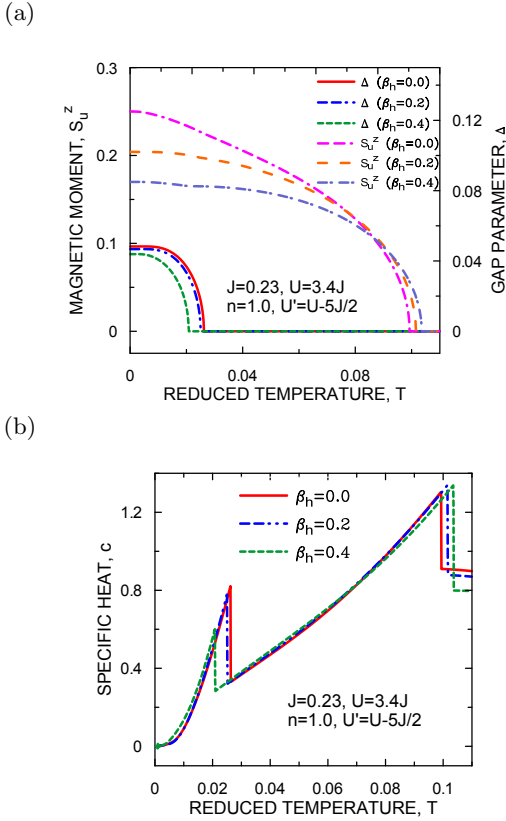 (a)
0.3
0.2
0.1
0
MAGNETIC MOMENT, S_u^z
Δ (β_h=0.0)
Δ (β_h=0.2)
Δ (β_h=0.4)
S_u^z (β_h=0.0)
S_u^z (β_h=0.2)
S_u^z (β_h=0.4)
0.12
0.08
0.04
0
GAP PARAMETER, Δ
J=0.23, U=3.4J
n=1.0, U'=U-5J/2
0 0.04 0.08
REDUCED TEMPERATURE, T
(b)
1.2
0.8
0.4
0
SPECIFIC HEAT, c
β_h=0.0
β_h=0.2
β_h=0.4
J=0.23, U=3.4J
n=1.0, U'=U-5J/2
0 0.02 0.04 0.06 0.08 0.1
REDUCED TEMPERATURE, T